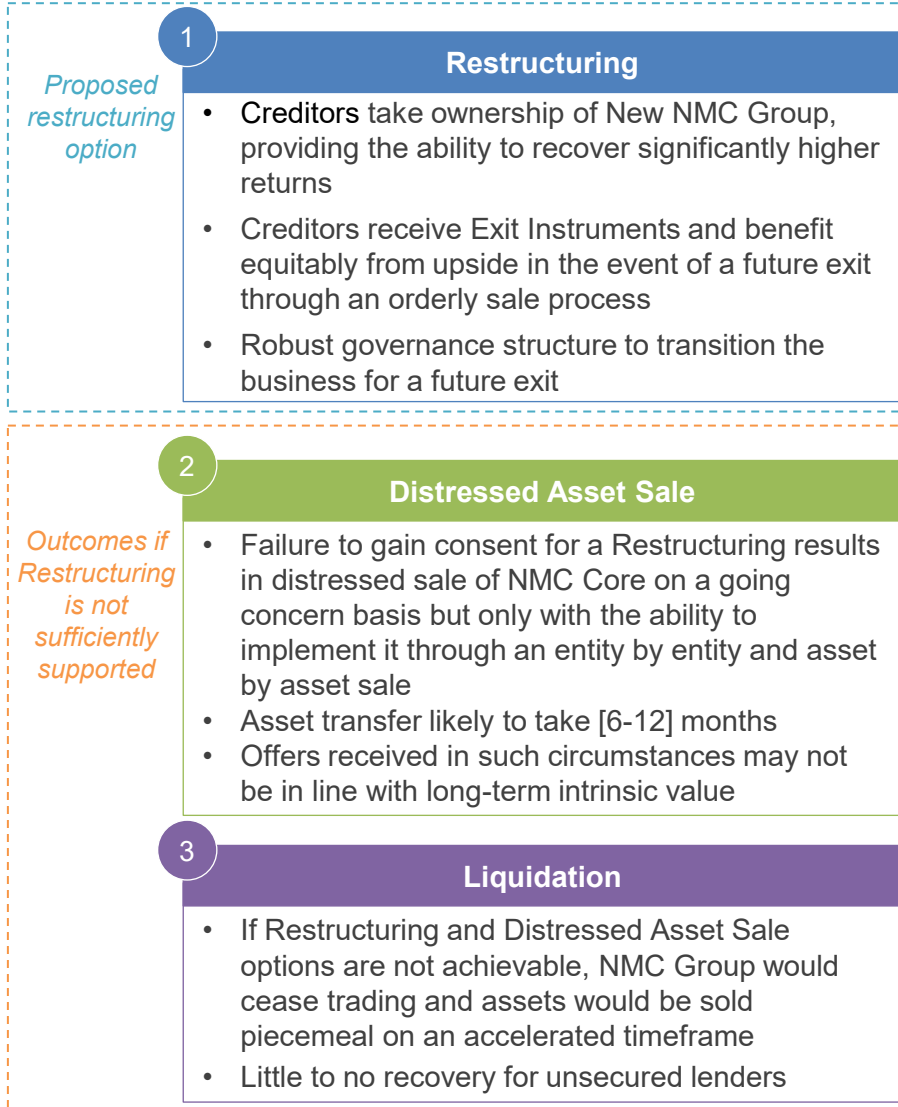 1
Restructuring
Proposed
restructuring
option
• Creditors take ownership of New NMC Group,
providing the ability to recover significantly higher
returns
• Creditors receive Exit Instruments and benefit
equitably from upside in the event of a future exit
through an orderly sale process
• Robust governance structure to transition the
business for a future exit
2
Distressed Asset Sale
Outcomes if
Restructuring
is not
sufficiently
supported
• Failure to gain consent for a Restructuring results
in distressed sale of NMC Core on a going
concern basis but only with the ability to
implement it through an entity by entity and asset
by asset sale
• Asset transfer likely to take [6-12] months
• Offers received in such circumstances may not
be in line with long-term intrinsic value
3
Liquidation
• If Restructuring and Distressed Asset Sale
options are not achievable, NMC Group would
cease trading and assets would be sold
piecemeal on an accelerated timeframe
• Little to no recovery for unsecured lenders